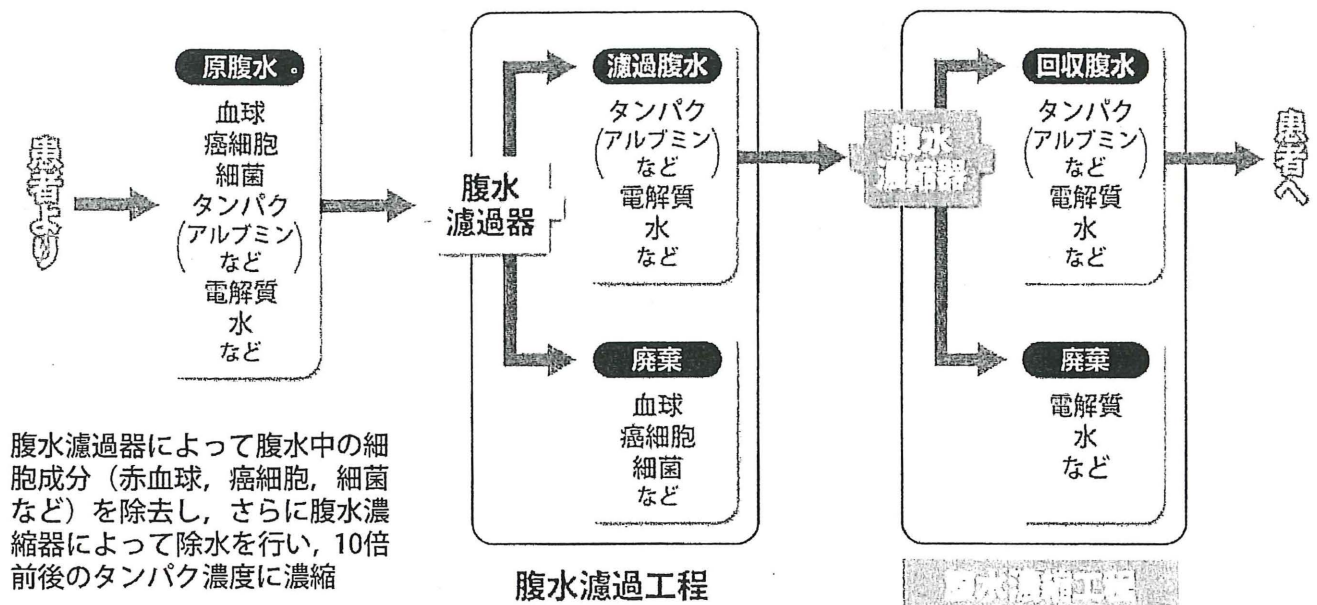 患者より
原腹水
血球
癌細胞
細菌
タンパク
(アルブミン
など)
電解質
水
など
腹水
濾過器
濾過腹水
タンパク
(アルブミン
など)
電解質
水
など
廃棄
血球
癌細胞
細菌
など
腹水濾過工程
腹水
濃縮器
回収腹水
タンパク
(アルブミン
など)
電解質
水
など
廃棄
電解質
水
など
腹水濃縮工程
患者へ
腹水濾過器によって腹水中の細
胞成分（赤血球，癌細胞，細菌
など）を除去し，さらに腹水濃
縮器によって除水を行い，10倍
前後のタンパク濃度に濃縮